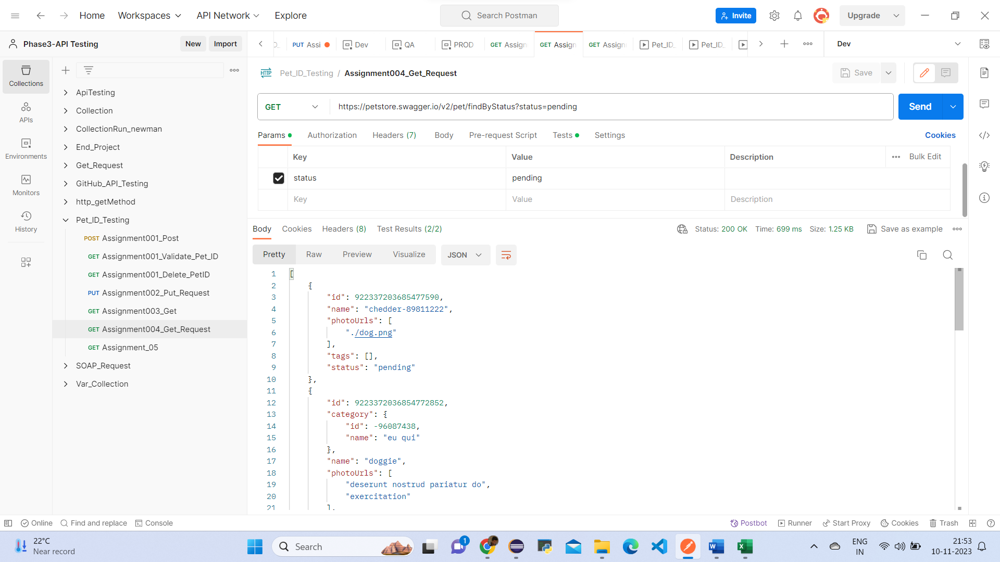 Home
Workspaces
API Network
Explore
Search Postman
Invite
Upgrade
Phase3-API Testing
New
Import
PUT Assi
Dev
QA
PROD
GET Assign
GET Assign
GET Assign
Pet_ID_
Pet_ID_
Dev
Collections
APIs
Environments
Monitors
History
ApiTesting
Collection
CollectionRun_newman
End_Project
Get_Request
GitHub_API_Testing
http_getMethod
Pet_ID_Testing
POST Assignment001_Post
GET Assignment001_Validate_Pet_ID
GET Assignment001_Delete_PetID
PUT Assignment002_Put_Request
GET Assignment003_Get
GET Assignment004_Get_Request
GET Assignment_05
SOAP_Request
Var_Collection
HTTP Pet_ID_Testing / Assignment004_Get_Request
Save
GET
https://petstore.swagger.io/v2/pet/findByStatus?status=pending
Send
Params
Authorization
Headers (7)
Body
Pre-request Script
Tests
Settings
Cookies
Key Value Description Bulk Edit
status pending
Key Value Description
Body Cookies Headers (8) Test Results (2/2)
Status: 200 OK Time: 699 ms Size: 1.25 KB Save as example
Pretty Raw Preview Visualize JSON
1 [
2 {
3 "id": 922337203685477590,
4 "name": "chedder-89811222",
5 "photoUrls": [
6 "./dog.png"
7 ],
8 "tags": [],
9 "status": "pending"
10 },
11 {
12 "id": 9223372036854772852,
13 "category": {
14 "id": -96087438,
15 "name": "eu qui"
16 },
17 "name": "doggie",
18 "photoUrls": [
19 "deserunt nostrud pariatur do",
20 "exercitation"
21 ],
Online
Find and replace
Console
Postbot
Runner
Start Proxy
Cookies
Trash
22°C
Near record
Search
1
ENG
IN
21:53
10-11-2023